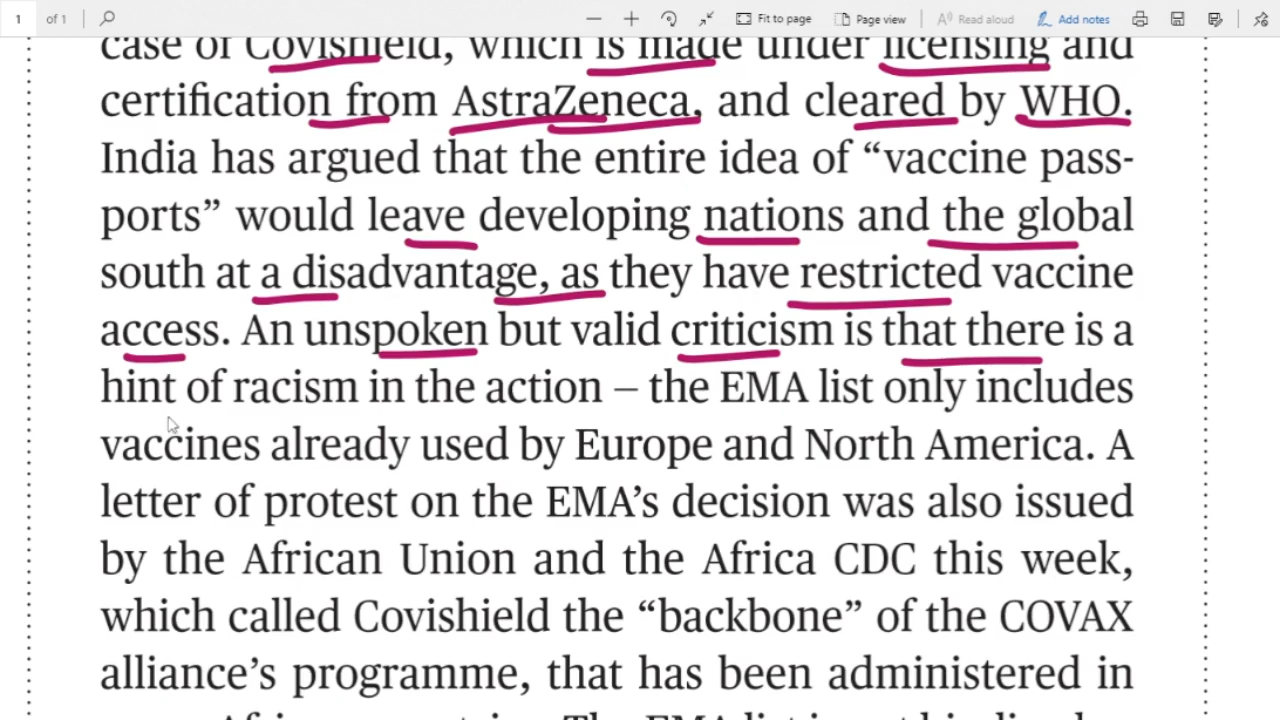 1 of 1 Fit to page Page view Read aloud Add notes
case of Covishield, which is made under licensing and
certification from AstraZeneca, and cleared by WHO.
India has argued that the entire idea of “vaccine pass-
ports” would leave developing nations and the global
south at a disadvantage, as they have restricted vaccine
access. An unspoken but valid criticism is that there is a
hint of racism in the action – the EMA list only includes
vaccines already used by Europe and North America. A
letter of protest on the EMA’s decision was also issued
by the African Union and the Africa CDC this week,
which called Covishield the “backbone” of the COVAX
alliance’s programme, that has been administered in